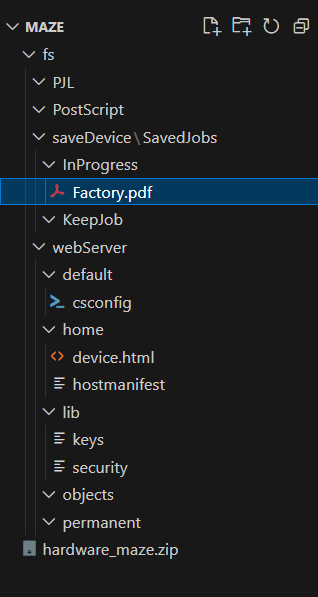 MAZE
fs
PJL
PostScript
saveDevice\SavedJobs
InProgress
Factory.pdf
KeepJob
webServer
default
csconfig
home
device.html
hostmanifest
lib
keys
security
objects
permanent
hardware_maze.zip